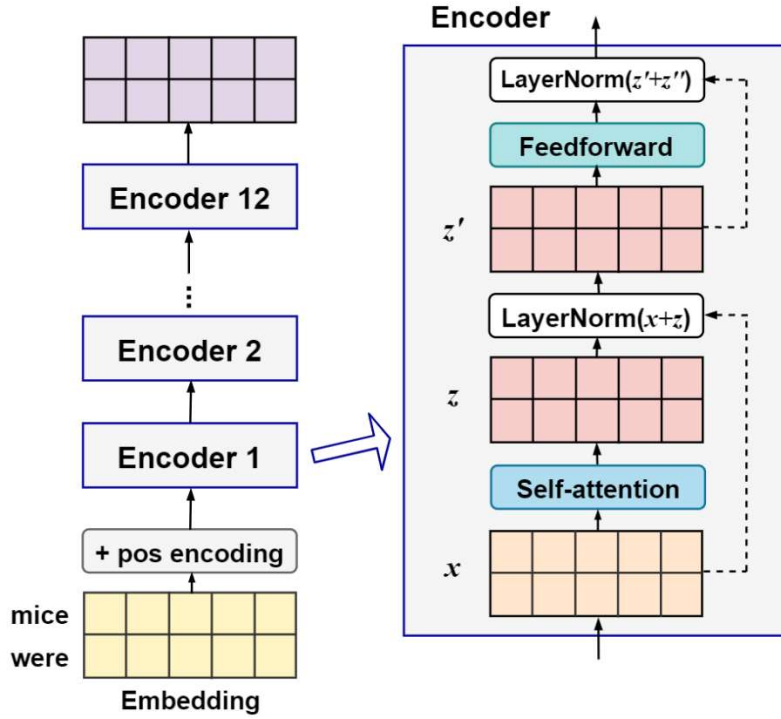 Encoder 12
...
Encoder 2
Encoder 1
+ pos encoding
mice
were
Embedding
Encoder
LayerNorm(z'+z'')
Feedforward
z'
LayerNorm(x+z)
z
Self-attention
x